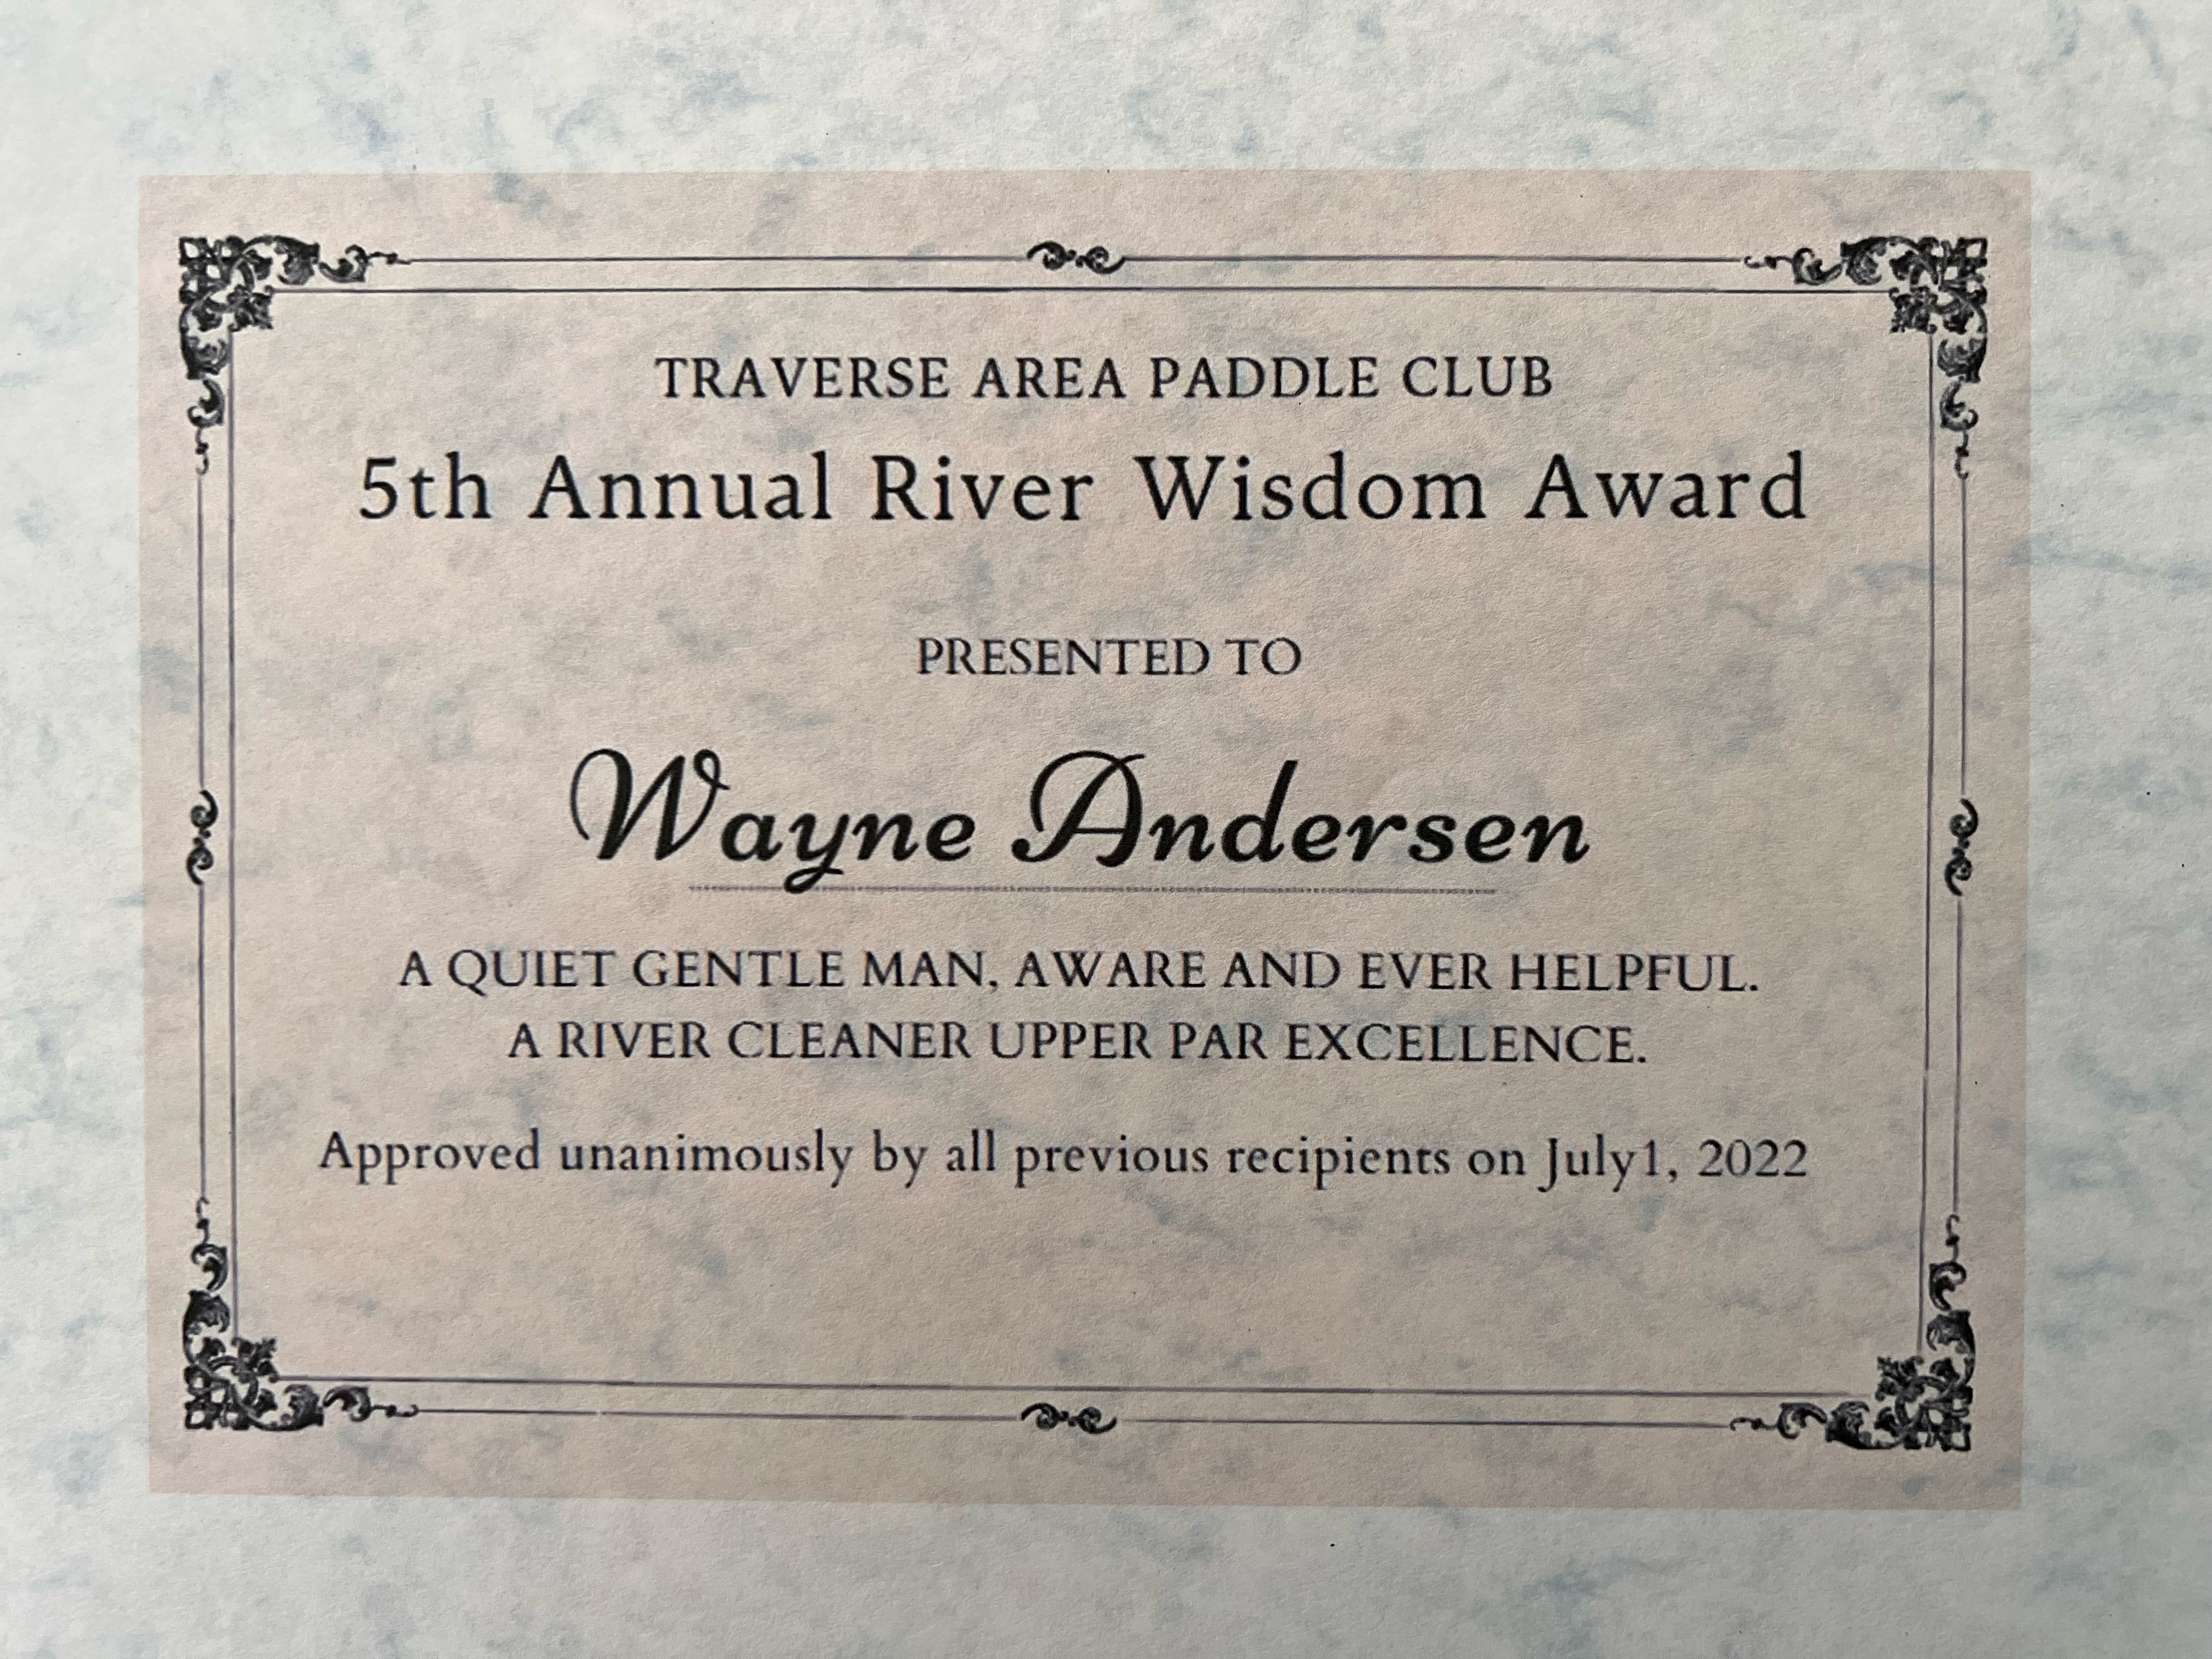 TRAVERSE AREA PADDLE CLUB
5th Annual River Wisdom Award
PRESENTED TO
Wayne Andersen
A QUIET GENTLE MAN, AWARE AND EVER HELPFUL.
A RIVER CLEANER UPPER PAR EXCELLENCE.
Approved unanimously by all previous recipients on July1, 2022